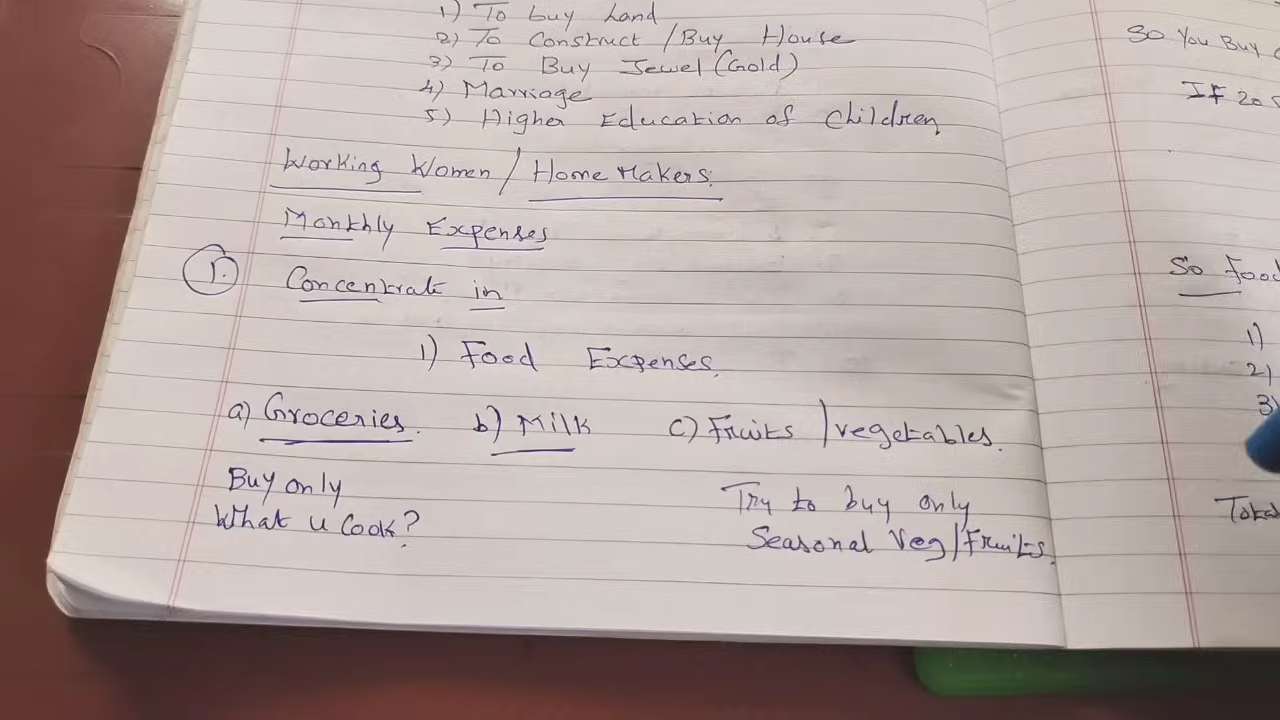 1) To buy Land
2) To Construct / Buy House
3) To Buy Jewel (Gold)
4) Marriage
5) Higher Education of Children
Working Women / Home Makers.
Monthly Expenses
1. Concentrate in
1) Food Expenses.
a) Groceries. b) Milk c) Fruits / vegetables.
Buy only
What u Cook?
Try to buy only
Seasonal Veg/Fruits.
So You Buy
IF 20
So Food
1)
2)
3)